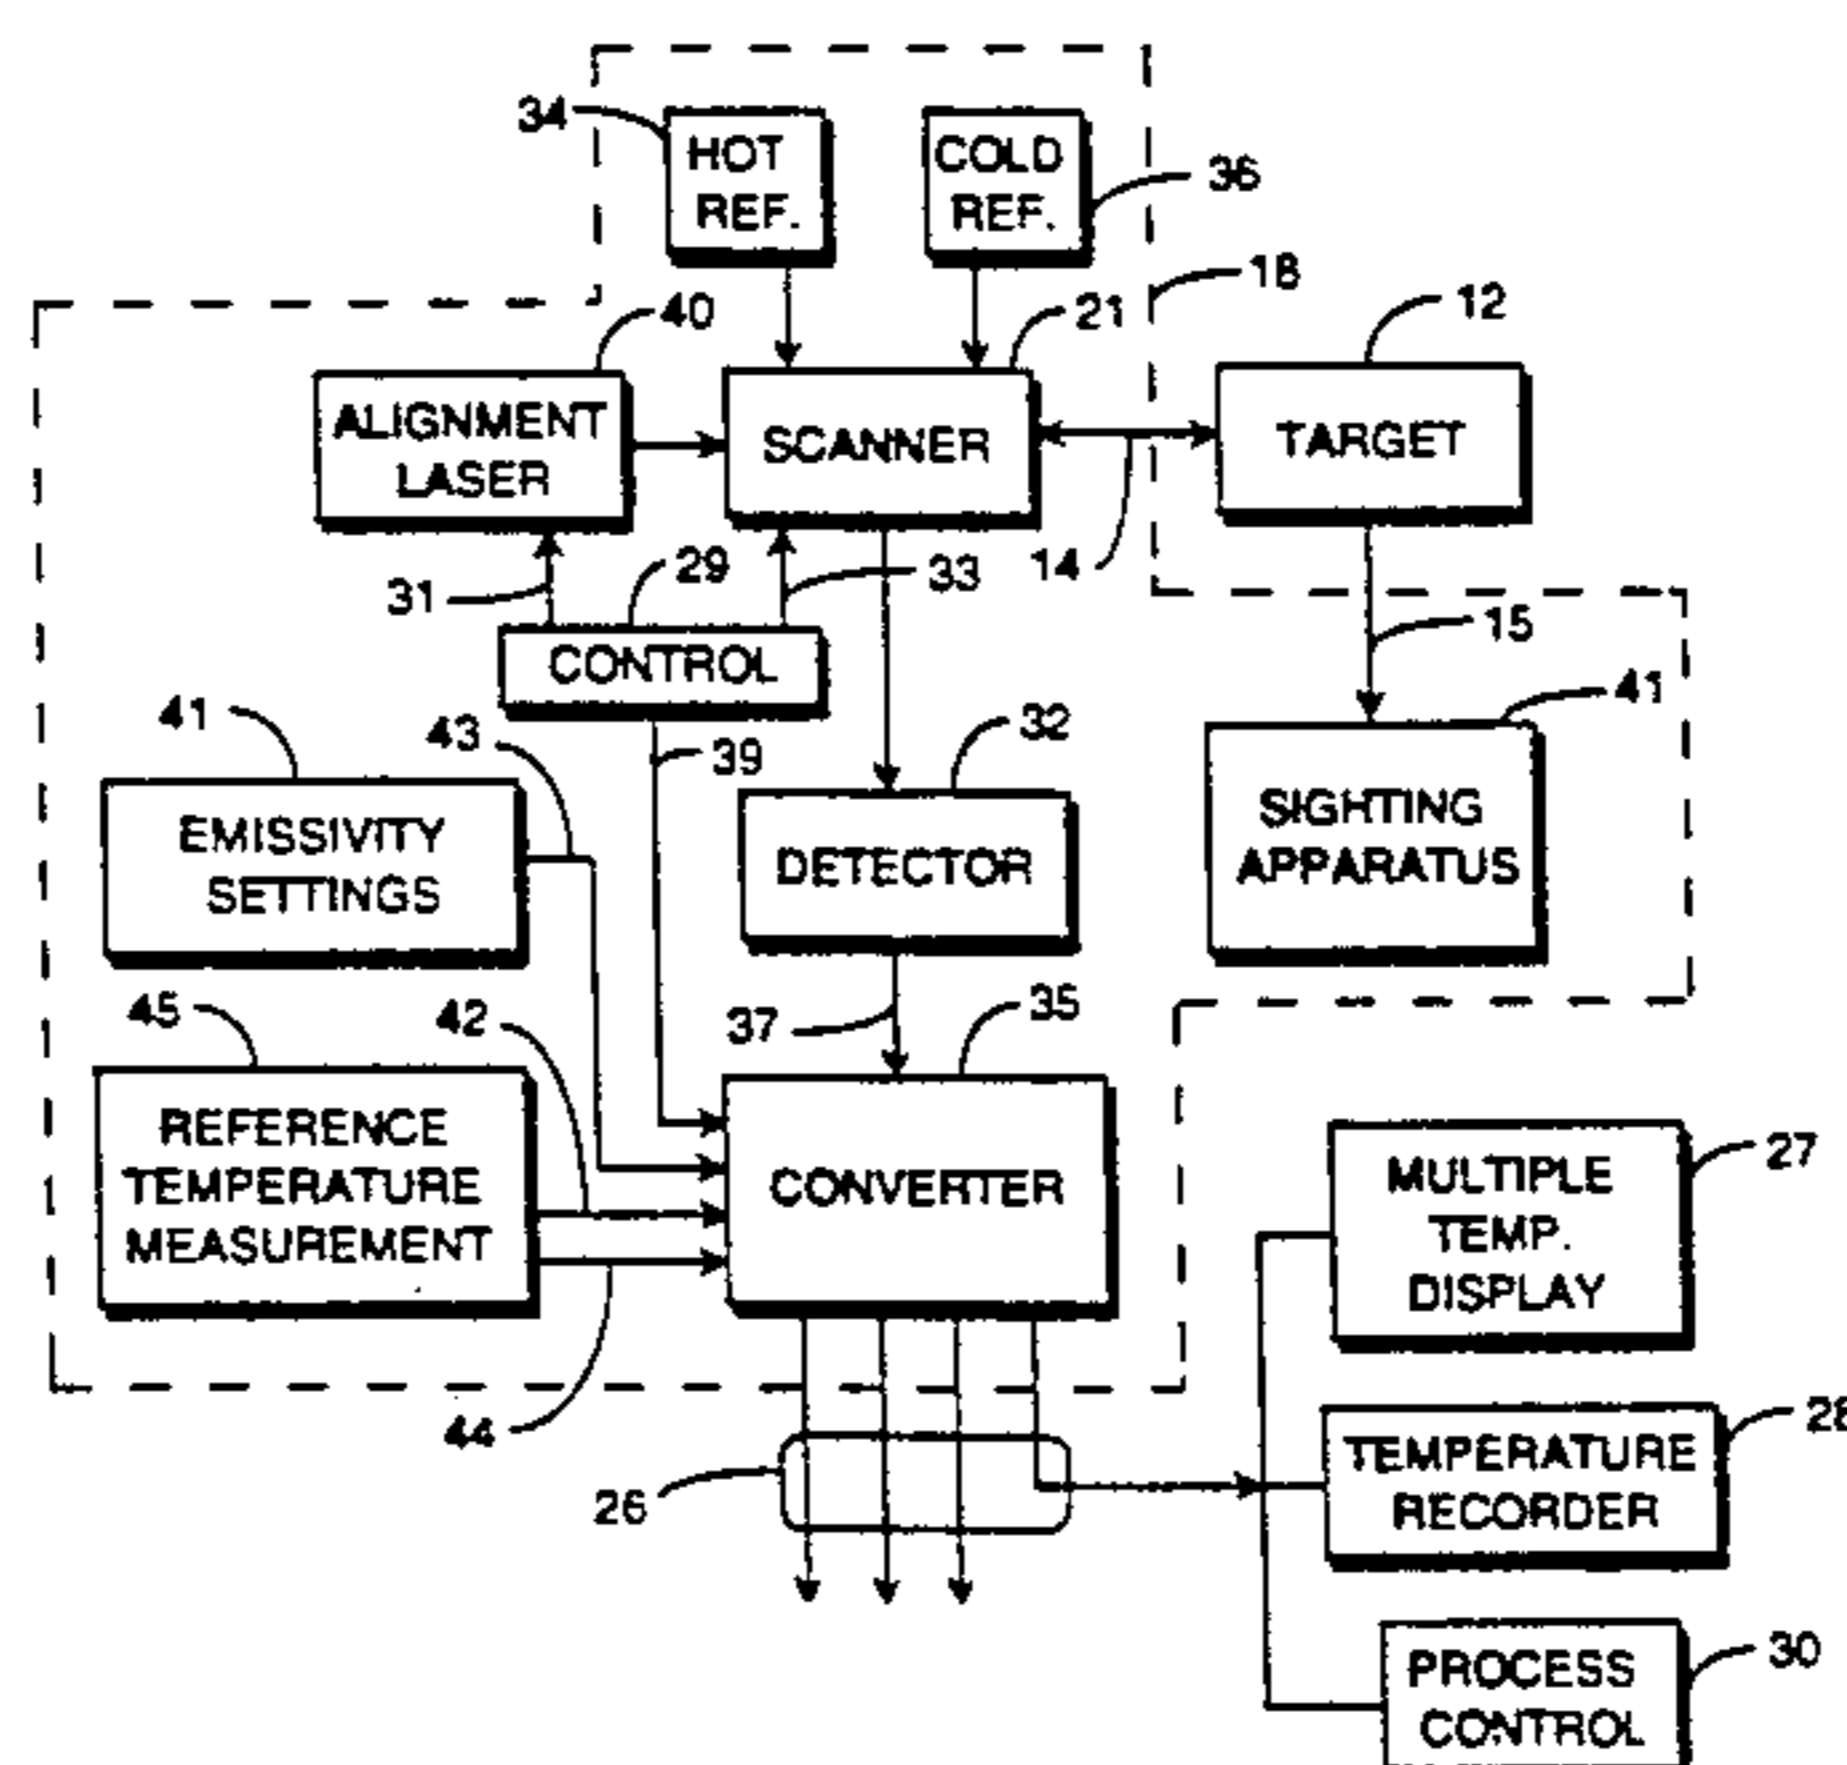 34
HOT
REF.
COLD
REF.
36
18
40
21
12
ALIGNMENT
LASER
SCANNER
TARGET
31
29
33
14
CONTROL
15
41
43
39
32
41
EMISSIVITY
SETTINGS
DETECTOR
SIGHTING
APPARATUS
45
42
37
35
REFERENCE
TEMPERATURE
MEASUREMENT
CONVERTER
MULTIPLE
TEMP.
DISPLAY
27
44
26
TEMPERATURE
RECORDER
28
PROCESS
CONTROL
30